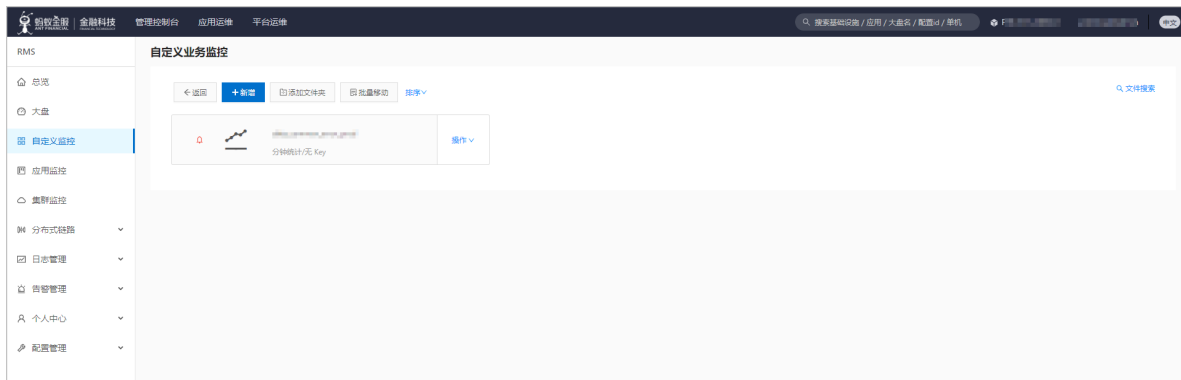 蚂蚁金服 金融科技 管理控制台 应用运维 平台运维 搜索基础设施 / 应用 / 大盘名 / 配置id / 单机 中文
ANT FINANCIAL
RMS
自定义业务监控
总览
大盘
自定义监控
应用监控
集群监控
分布式链路
日志管理
告警管理
个人中心
配置管理
返回 +新增 添加文件夹 批量移动 排序 文件搜索
分钟统计/无 Key
操作